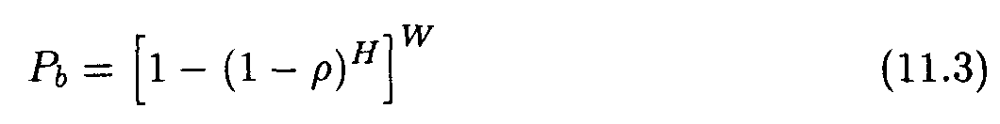 P_b = [1 − (1 − ρ)^H]^W (11.3)